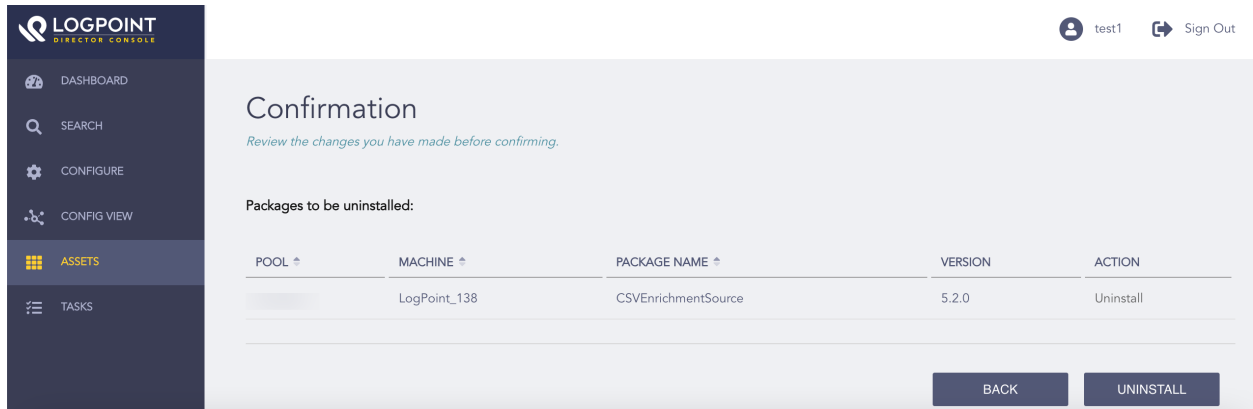 LOGPOINT
DIRECTOR CONSOLE
test1 Sign Out
DASHBOARD
SEARCH
CONFIGURE
CONFIG VIEW
ASSETS
TASKS
Confirmation
Review the changes you have made before confirming.
Packages to be uninstalled:
POOL MACHINE PACKAGE NAME VERSION ACTION
LogPoint_138 CSVEnrichmentSource 5.2.0 Uninstall
BACK UNINSTALL